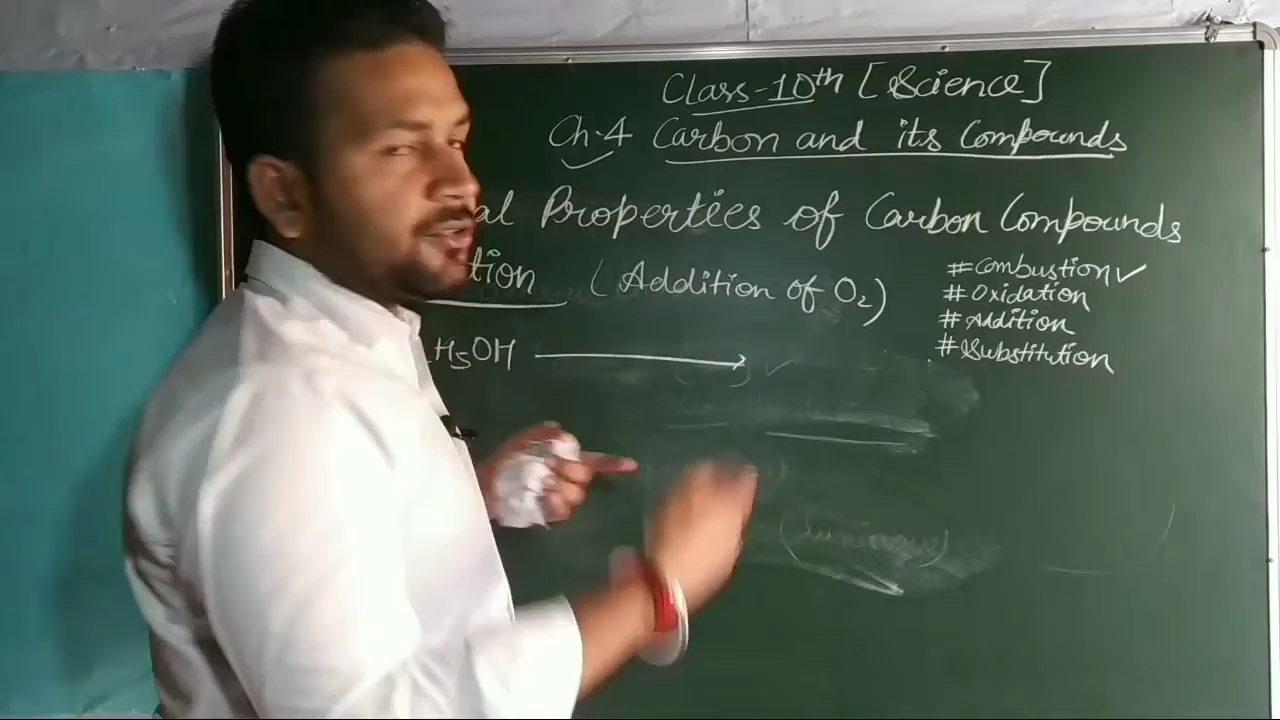 Class-10th [Science]
Ch-4 Carbon and its Compounds
al Properties of Carbon Compounds
tion (Addition of O₂)
#Combustion✓
#Oxidation
#Addition
#Substitution
H₅OH ⟶